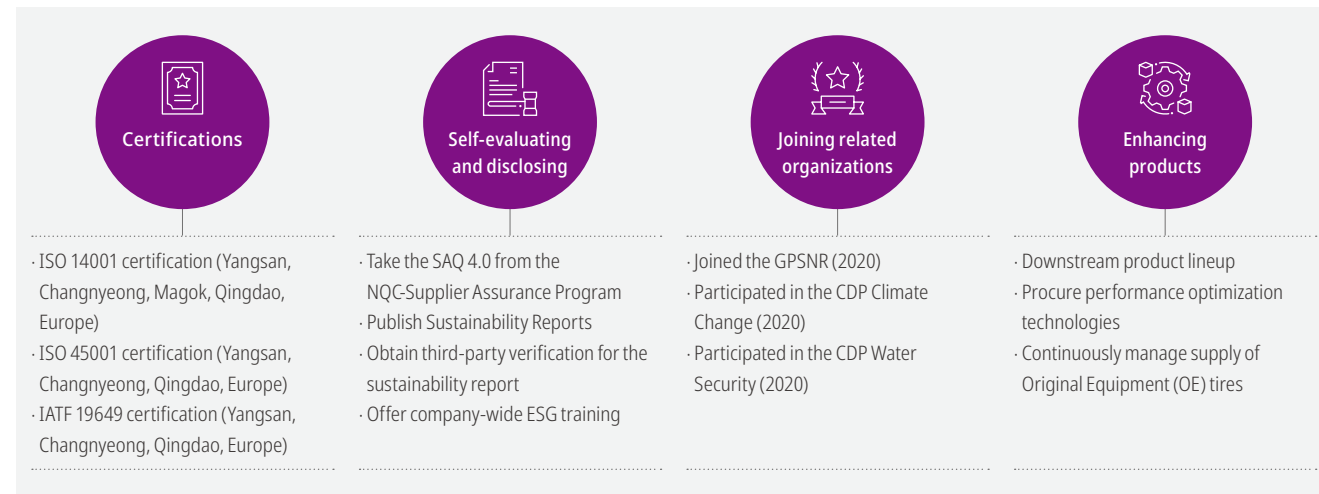 Certifications
· ISO 14001 certification (Yangsan,
Changnyeong, Magok, Qingdao,
Europe)
· ISO 45001 certification (Yangsan,
Changnyeong, Qingdao, Europe)
· IATF 19649 certification (Yangsan,
Changnyeong, Qingdao, Europe)
Self-evaluating
and disclosing
· Take the SAQ 4.0 from the
NQC-Supplier Assurance Program
· Publish Sustainability Reports
· Obtain third-party verification for the
sustainability report
· Offer company-wide ESG training
Joining related
organizations
· Joined the GPSNR (2020)
· Participated in the CDP Climate
Change (2020)
· Participated in the CDP Water
Security (2020)
Enhancing
products
· Downstream product lineup
· Procure performance optimization
technologies
· Continuously manage supply of
Original Equipment (OE) tires